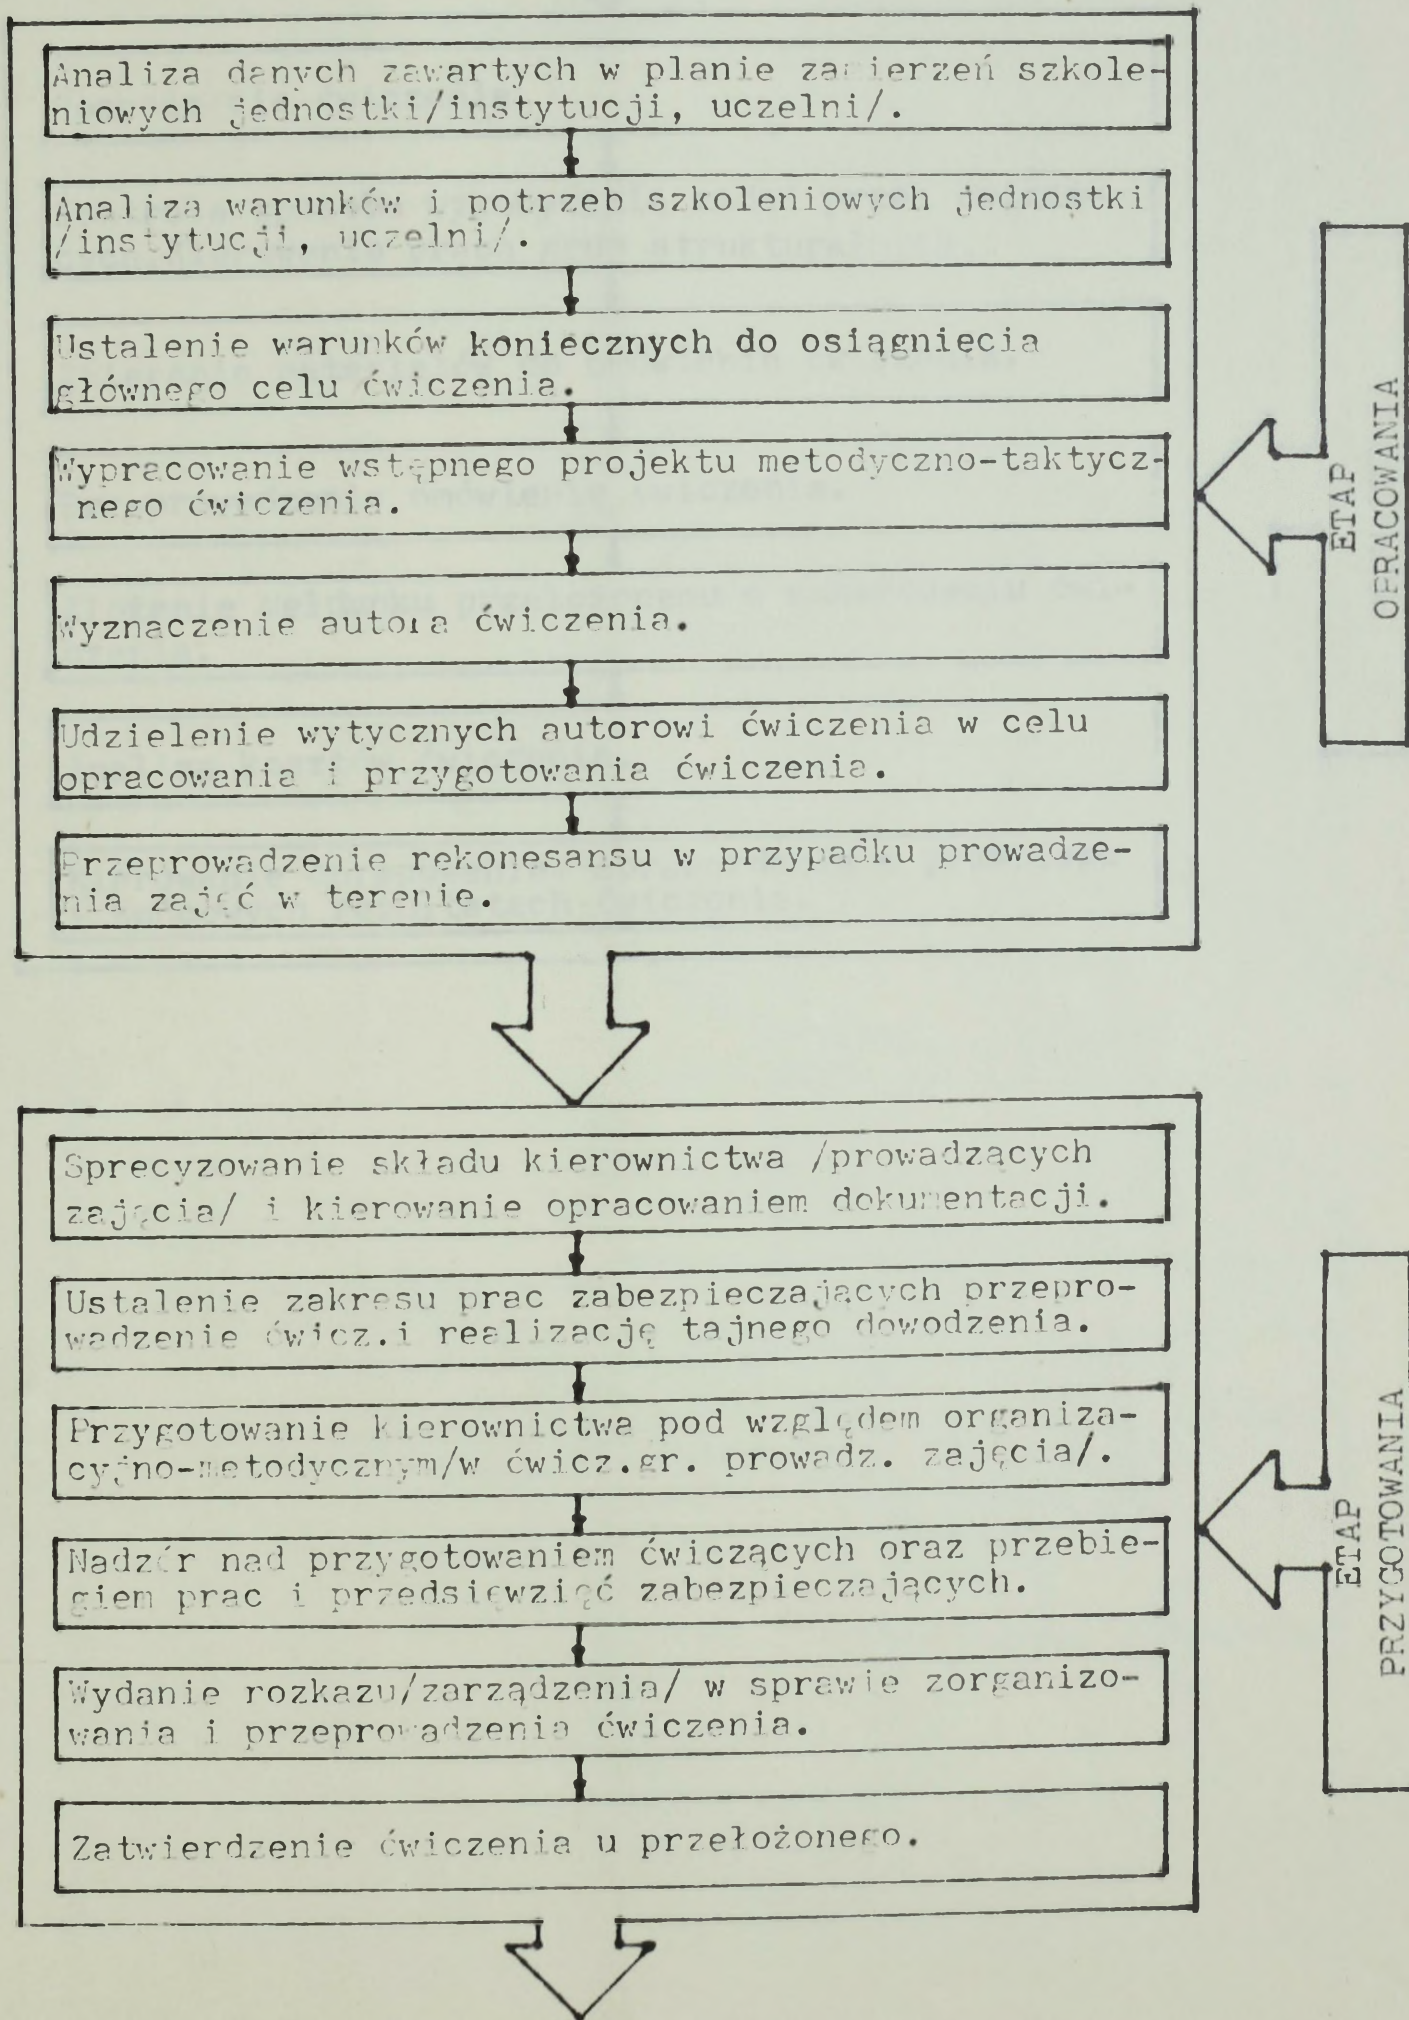 Analiza danych zawartych w planie zamierzeń szkole-
niowych jednostki/instytucji, uczelni/.
Analiza warunków i potrzeb szkoleniowych jednostki
/instytucji, uczelni/.
Ustalenie warunków koniecznych do osiągnięcia
głównego celu ćwiczenia.
Wypracowanie wstępnego projektu metodyczno-taktycz-
nego ćwiczenia.
Wyznaczenie autora ćwiczenia.
Udzielenie wytycznych autorowi ćwiczenia w celu
opracowania i przygotowania ćwiczenia.
Przeprowadzenie rekonesansu w przypadku prowadze-
nia zajęć w terenie.
ETAP
OPRACOWANIA
Sprecyzowanie składu kierownictwa /prowadzących
zajęcia/ i kierowanie opracowaniem dokumentacji.
Ustalenie zakresu prac zabezpieczających przepro-
wadzenie ćwicz.i realizację tajnego dowodzenia.
Przygotowanie kierownictwa pod względem organiza-
cyjno-metodycznym/w ćwicz.gr. prowadz. zajęcia/.
Nadzór nad przygotowaniem ćwiczących oraz przebie-
giem prac i przedsięwzięć zabezpieczających.
Wydanie rozkazu/zarządzenia/ w sprawie zorganizo-
wania i przeprowadzenia ćwiczenia.
Zatwierdzenie ćwiczenia u przełożonego.
ETAP
PRZYGOTOWANIA